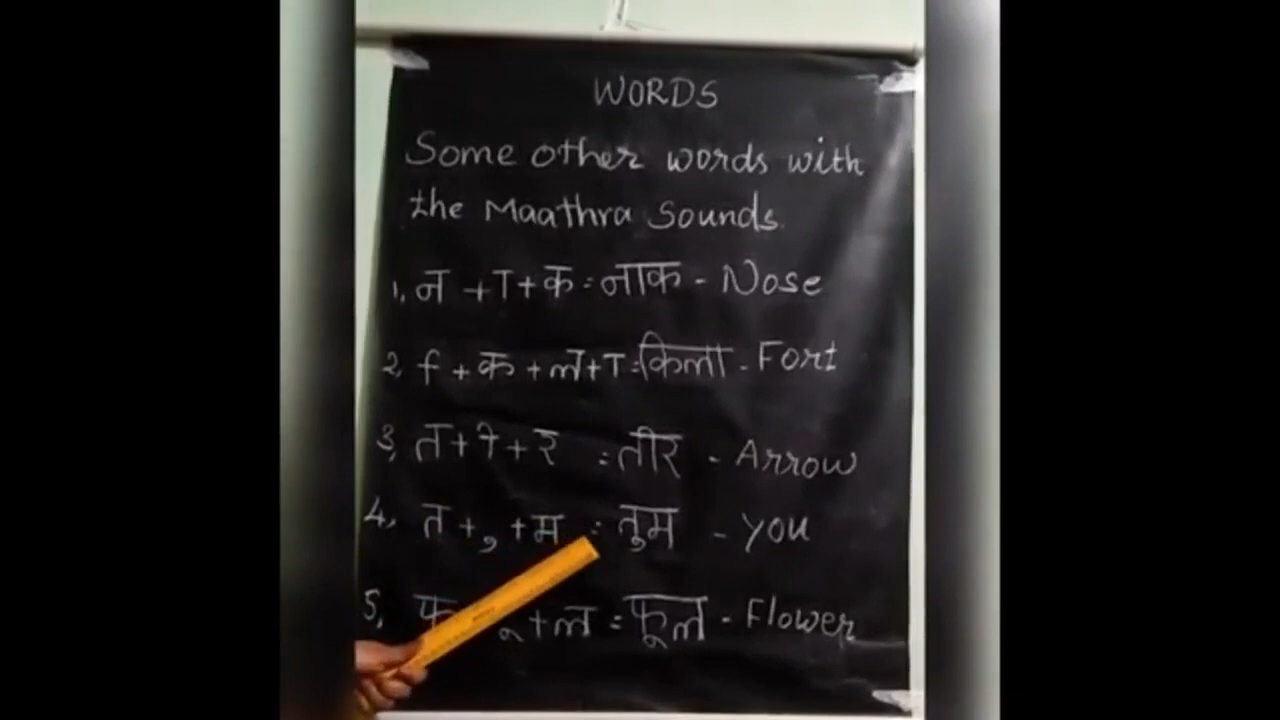 WORDS
Some other words with
the Maathra Sounds.
1, न + ा + क = नाक - Nose
2, ि + क + ल + ा = किला - Fort
3, त + ी + र = तीर - Arrow
4, त + ु + म = तुम - you
5, फ ू + ल = फूल - Flower